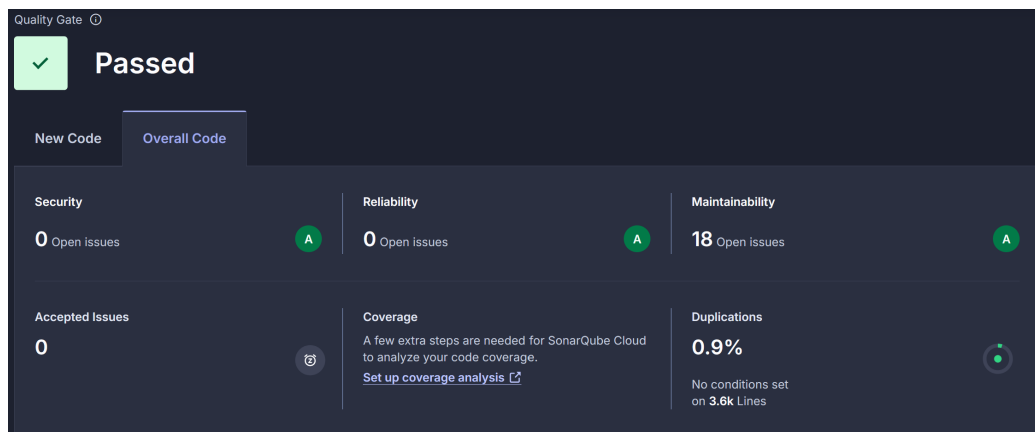 Quality Gate
Passed
New Code
Overall Code
Security
0 Open issues
A
Reliability
0 Open issues
A
Maintainability
18 Open issues
A
Accepted Issues
0
Coverage
A few extra steps are needed for SonarQube Cloud
to analyze your code coverage.
Set up coverage analysis
Duplications
0.9%
No conditions set
on 3.6k Lines